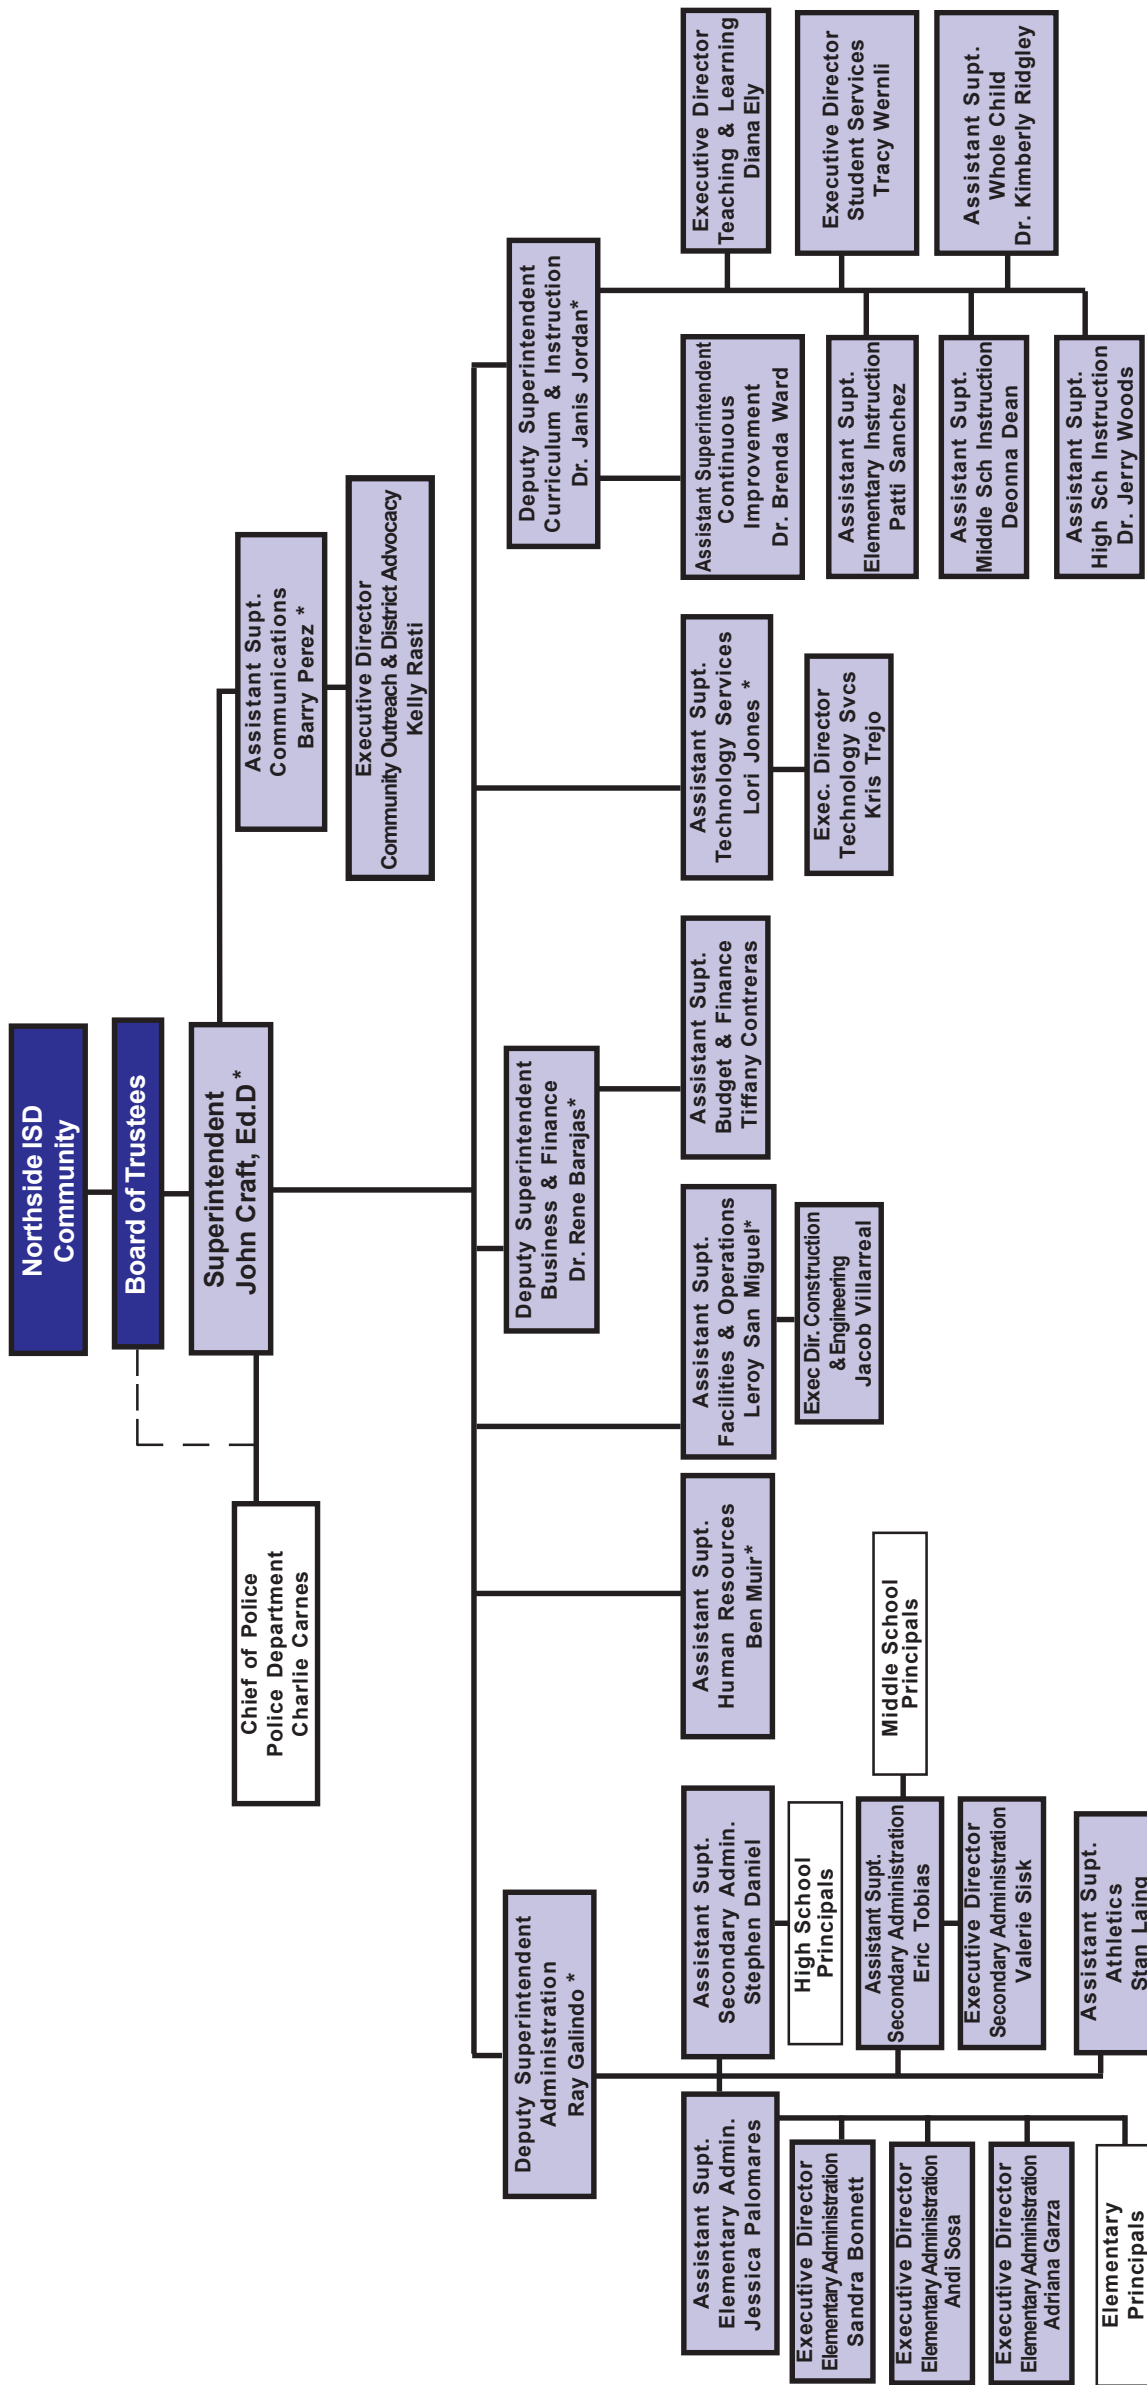 Northside ISD
Community
Board of Trustees
Superintendent
John Craft, Ed.D *
Chief of Police
Police Department
Charlie Carnes
Assistant Supt.
Communications
Barry Perez *
Executive Director
Community Outreach & District Advocacy
Kelly Rasti
Deputy Superintendent
Administration
Ray Galindo *
Deputy Superintendent
Business & Finance
Dr. Rene Barajas*
Deputy Superintendent
Curriculum & Instruction
Dr. Janis Jordan*
Assistant Supt.
Elementary Admin.
Jessica Palomares
Executive Director
Elementary Administration
Sandra Bonnett
Executive Director
Elementary Administration
Andi Sosa
Executive Director
Elementary Administration
Adriana Garza
Elementary
Principals
Assistant Supt.
Secondary Admin.
Stephen Daniel
High School
Principals
Assistant Supt.
Secondary Administration
Eric Tobias
Middle School
Principals
Executive Director
Secondary Administration
Valerie Sisk
Assistant Supt.
Athletics
Stan Laing
Assistant Supt.
Human Resources
Ben Muir*
Assistant Supt.
Facilities & Operations
Leroy San Miguel*
Exec Dir. Construction
& Engineering
Jacob Villarreal
Assistant Supt.
Budget & Finance
Tiffany Contreras
Assistant Supt.
Technology Services
Lori Jones *
Exec. Director
Technology Svcs
Kris Trejo
Assistant Superintendent
Continuous
Improvement
Dr. Brenda Ward
Assistant Supt.
Elementary Instruction
Patti Sanchez
Assistant Supt.
Middle Sch Instruction
Deonna Dean
Assistant Supt.
High Sch Instruction
Dr. Jerry Woods
Executive Director
Teaching & Learning
Diana Ely
Executive Director
Student Services
Tracy Wernli
Assistant Supt.
Whole Child
Dr. Kimberly Ridgley